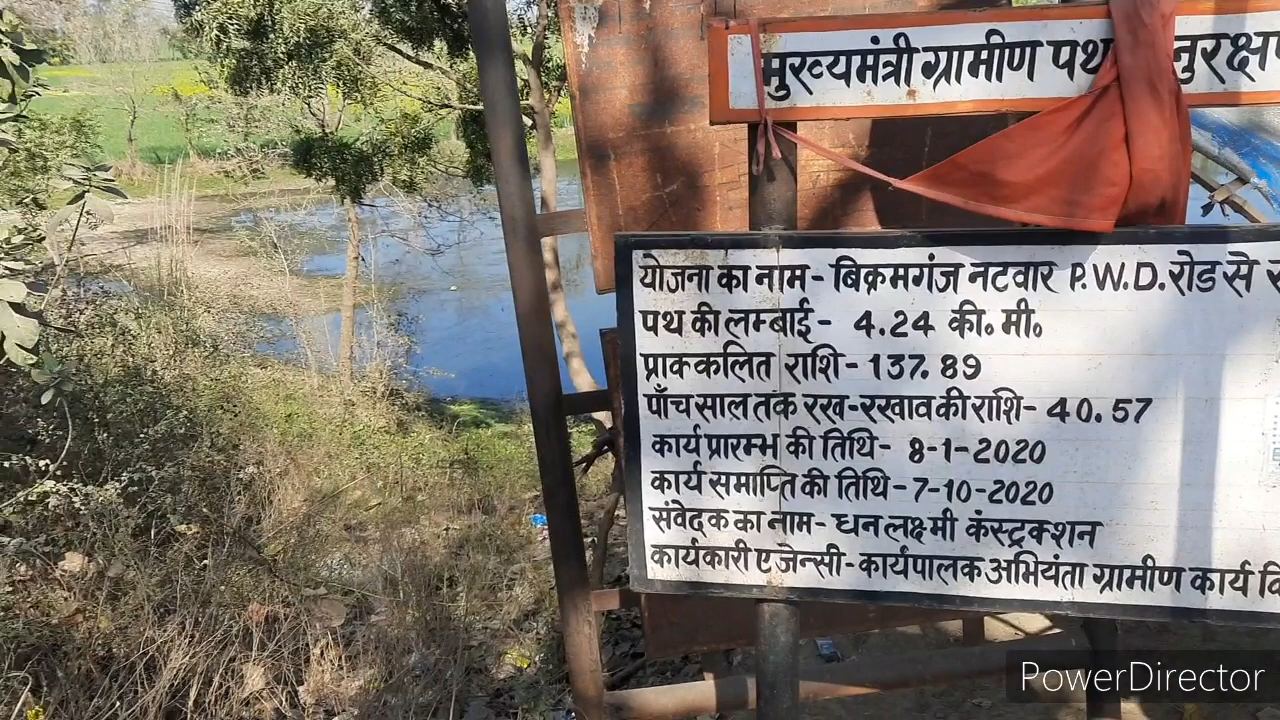 मुख्यमंत्री ग्रामीण पथ
योजना का नाम- बिक्रमगंज नटवार P.W.D. रोड से
पथ की लम्बाई- 4.24 की॰ मी॰
प्राक्कलित राशि- 137.89
पाँच साल तक रख-रखाव की राशि- 40.57
कार्य प्रारम्भ की तिथि- 8-1-2020
कार्य समाप्ति की तिथि- 7-10-2020
संवेदक का नाम- धन लक्ष्मी कंस्ट्रक्शन
कार्यकारी एजेन्सी- कार्यपालक अभियंता ग्रामीण कार्य
PowerDirector